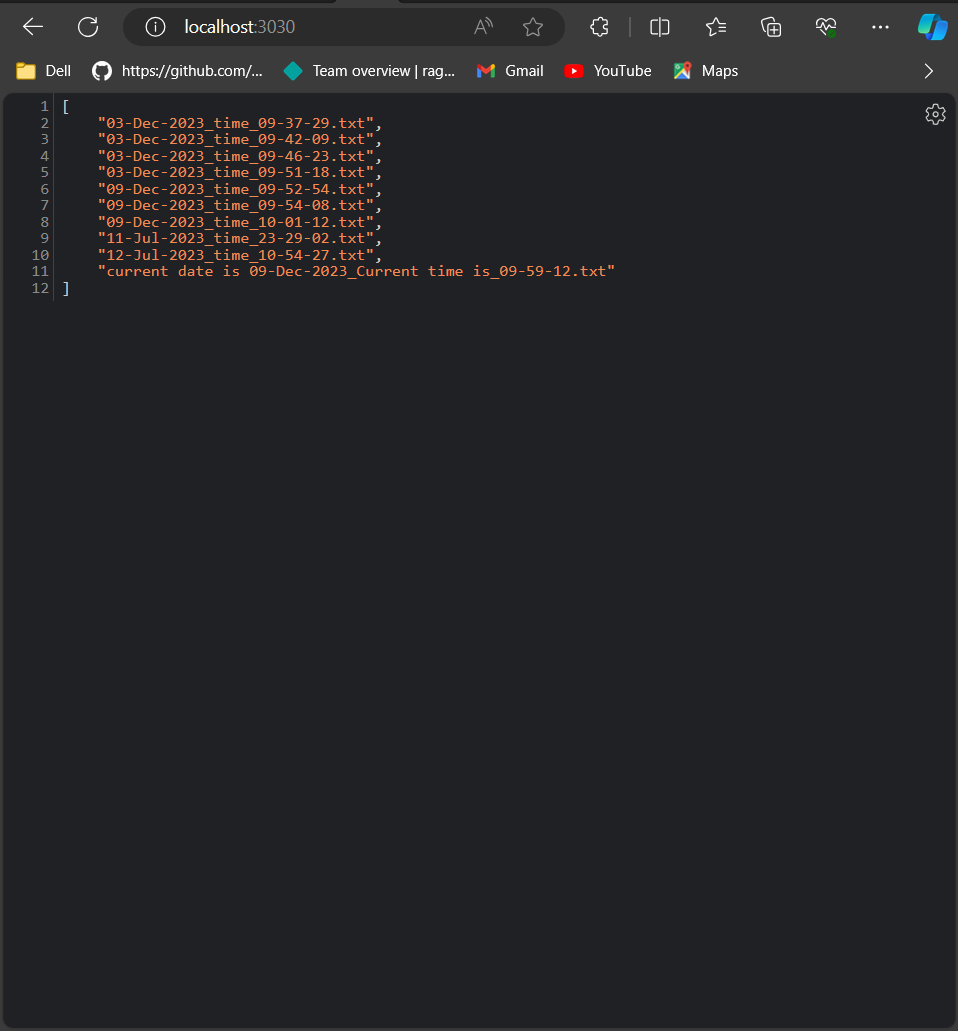 localhost:3030
Dell https://github.com/... Team overview | rag... Gmail YouTube Maps
1 [
2 "03-Dec-2023_time_09-37-29.txt",
3 "03-Dec-2023_time_09-42-09.txt",
4 "03-Dec-2023_time_09-46-23.txt",
5 "03-Dec-2023_time_09-51-18.txt",
6 "09-Dec-2023_time_09-52-54.txt",
7 "09-Dec-2023_time_09-54-08.txt",
8 "09-Dec-2023_time_10-01-12.txt",
9 "11-Jul-2023_time_23-29-02.txt",
10 "12-Jul-2023_time_10-54-27.txt",
11 "current date is 09-Dec-2023_Current time is_09-59-12.txt"
12 ]